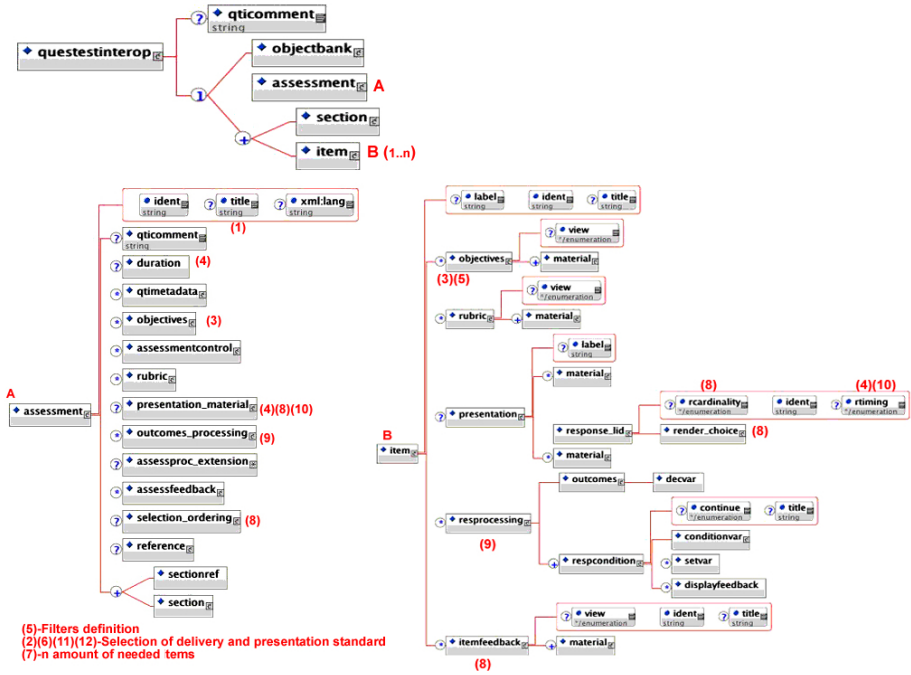 ? qticomment
string
questestinterop
objectbank
1
assessment A
section
+
item B (1..n)
ident ? title ? xml:lang
string string string
(1)
? qticomment
string
? duration (4)
* qtimetadata
* objectives (3)
* assessmentcontrol
* rubric
A
assessment
? presentation_material (4)(8)(10)
* outcomes_processing (9)
? assessproc_extension
* assessfeedback
? selection_ordering (8)
? reference
sectionref
+
section
(5)-Filters definition
(2)(6)(11)(12)-Selection of delivery and presentation standard
(7)-n amount of needed items
? label ident ? title
string string string
? view
*/enumeration
* objectives + material
(3)(5)
? view
*/enumeration
* rubric + material
? label
string
* material
? presentation
(8) (4)(10)
? rcardinality ident ? rtiming
*/enumeration string */enumeration
response_lid render_choice (8)
* material
B
item
outcomes decvar
* resprocessing
(9)
? continue ? title
*/enumeration string
conditionvar
+ respcondition * setvar
* displayfeedback
? view ident ? title
*/enumeration string string
* itemfeedback + material
(8)